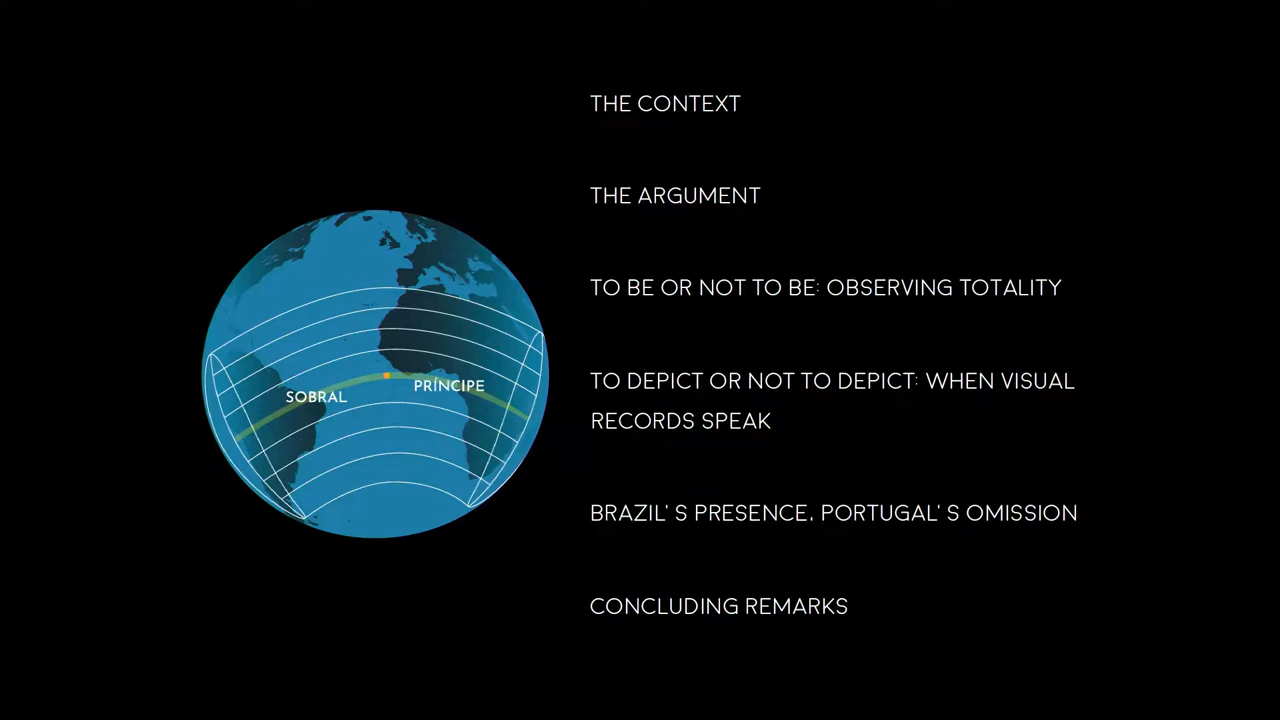 THE CONTEXT
THE ARGUMENT
TO BE OR NOT TO BE: OBSERVING TOTALITY
TO DEPICT OR NOT TO DEPICT: WHEN VISUAL
RECORDS SPEAK
BRAZIL' S PRESENCE, PORTUGAL' S OMISSION
CONCLUDING REMARKS
SOBRAL
PRÍNCIPE